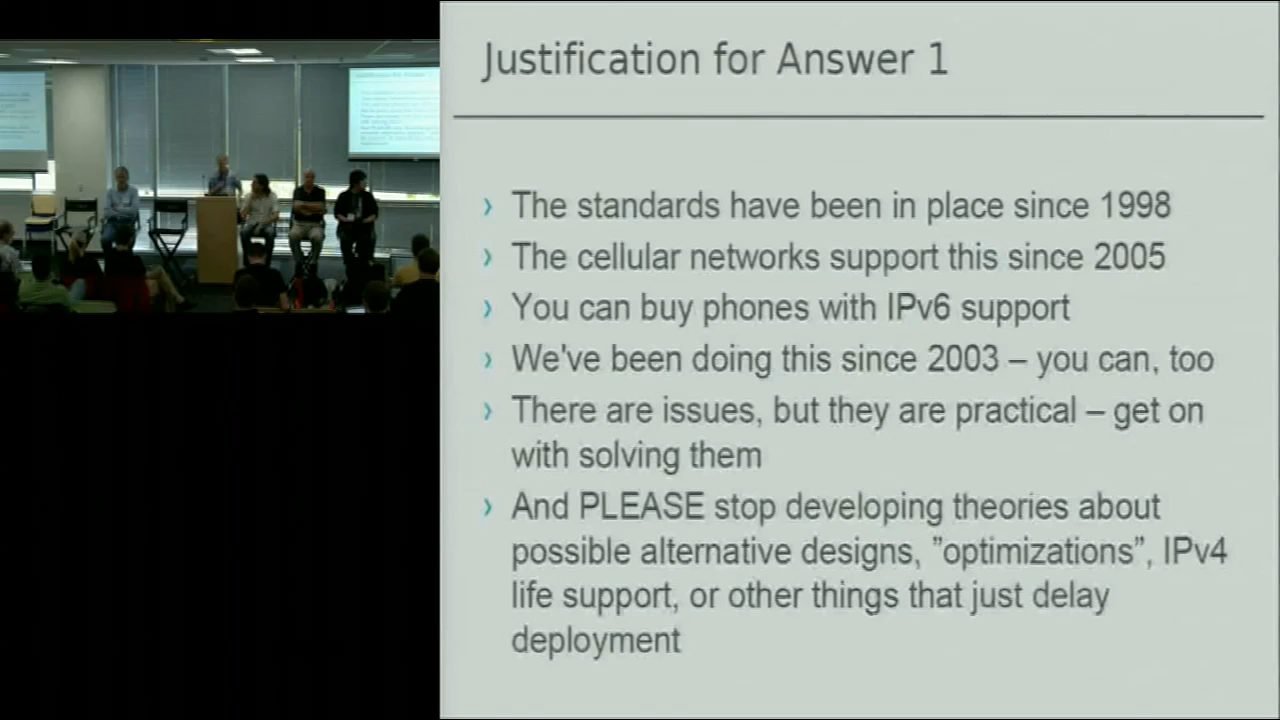 Justification for Answer 1
› The standards have been in place since 1998
› The cellular networks support this since 2005
› You can buy phones with IPv6 support
› We've been doing this since 2003 – you can, too
› There are issues, but they are practical – get on
with solving them
› And PLEASE stop developing theories about
possible alternative designs, ”optimizations”, IPv4
life support, or other things that just delay
deployment